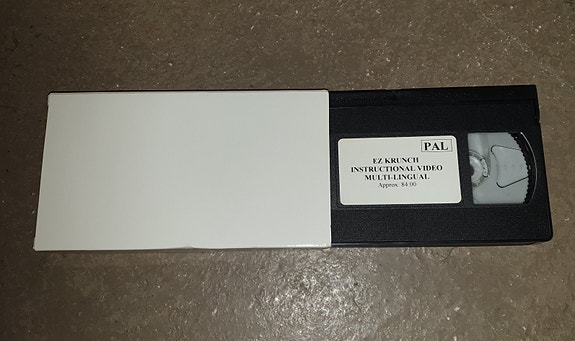 PAL
EZ KRUNCH
INSTRUCTIONAL VIDEO
MULTI-LINGUAL
Approx. 84:00